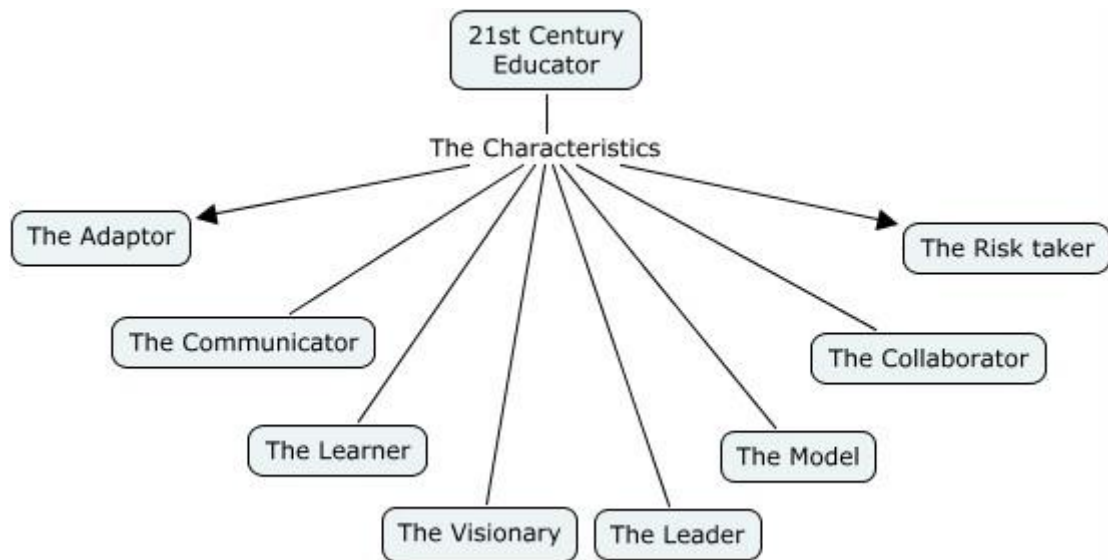 21st Century
Educator
The Characteristics
The Adaptor
The Risk taker
The Communicator
The Collaborator
The Learner
The Model
The Visionary
The Leader